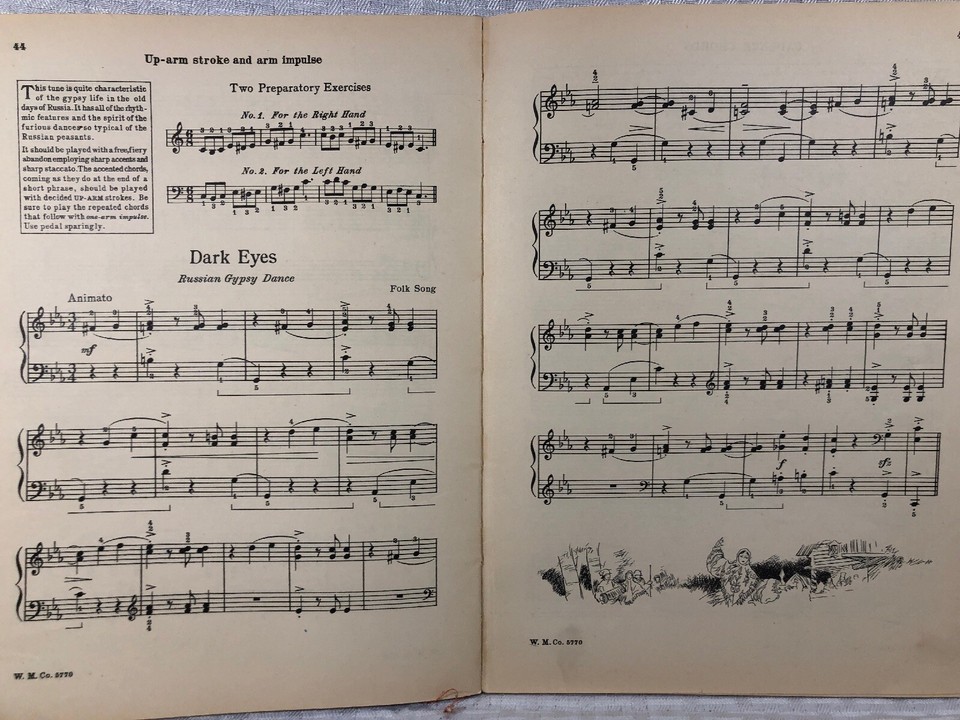 44
Up-arm stroke and arm impulse
This tune is quite characteristic
of the gypsy life in the old
days of Russia. It has all of the rhyth-
mic features and the spirit of the
furious dances so typical of the
Russian peasants.
It should be played with a free, fiery
abandon employing sharp accents and
sharp staccato. The accented chords,
coming as they do at the end of a
short phrase, should be played
with decided UP-ARM strokes. Be
sure to play the repeated chords
that follow with one-arm impulse.
Use pedal sparingly.
Two Preparatory Exercises
No. 1. For the Right Hand
No. 2. For the Left Hand
Dark Eyes
Russian Gypsy Dance
Folk Song
Animato
mf
W. M. Co. 5770
f
sfz
W. M. Co. 5770